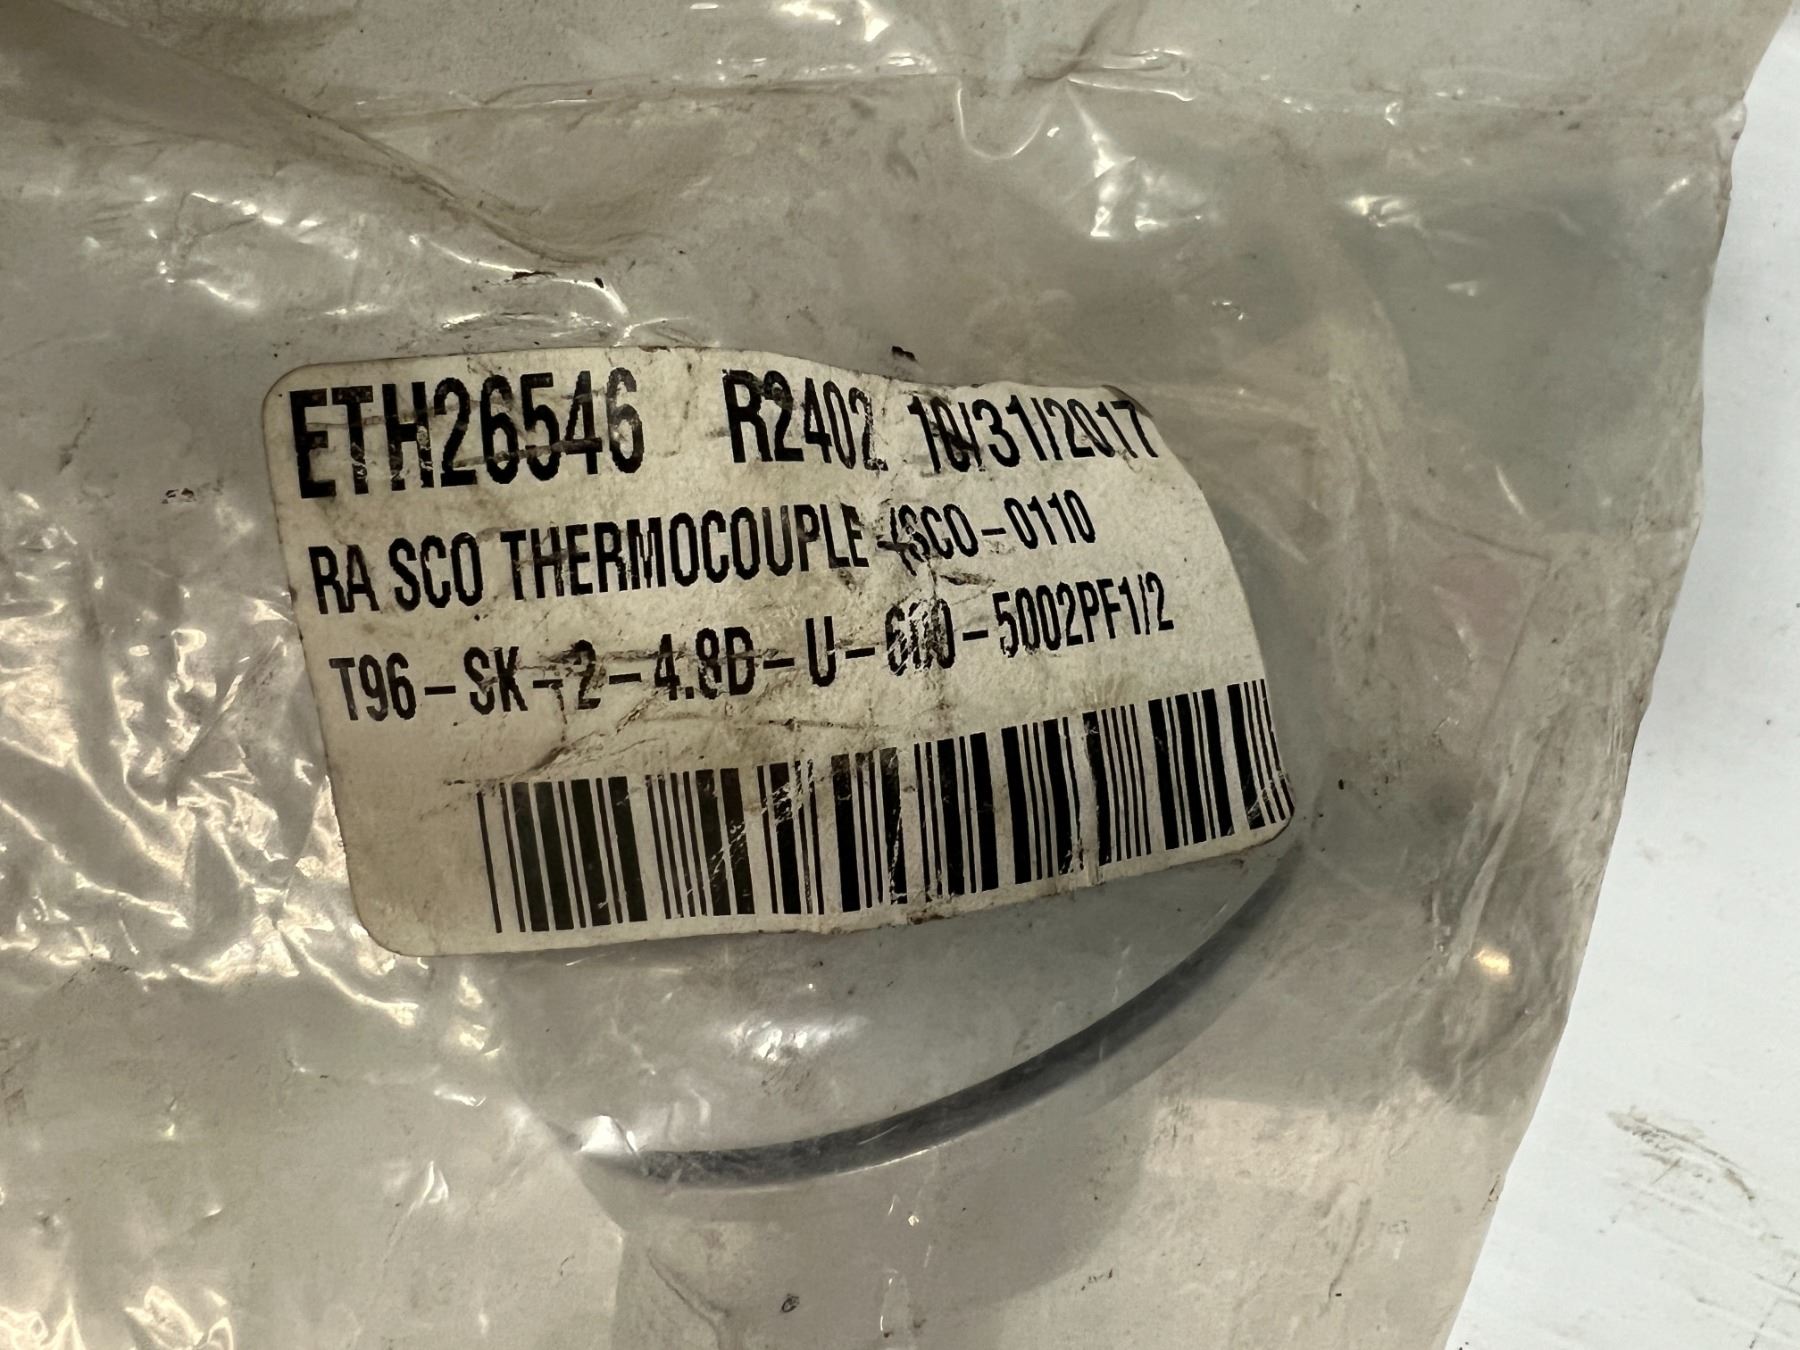 ETH26546 R2402 10/31/2017
RA SCO THERMOCOUPLE (SCO-0110
T96-SK-2-4.8D-U-600-5002PF1/2